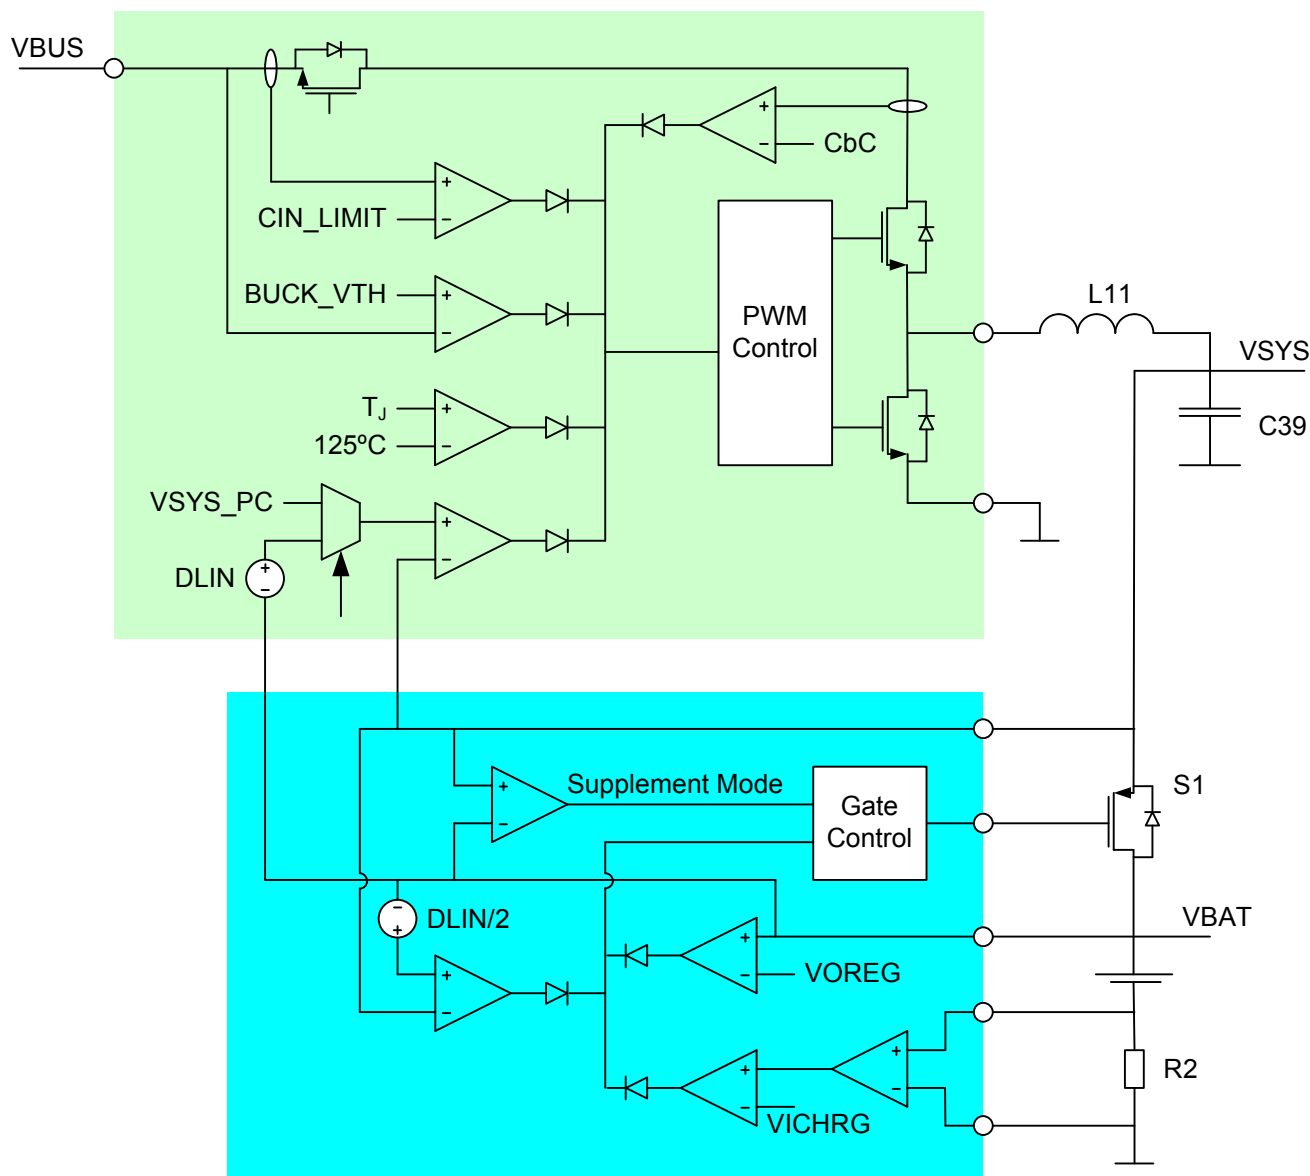 VBUS
CbC
CIN_LIMIT
BUCK_VTH
PWM
Control
L11
VSYS
TJ
125ºC
C39
VSYS_PC
DLIN
Supplement Mode
Gate
Control
S1
DLIN/2
VBAT
VOREG
R2
VICHRG
+
−
+
−
+
−
+
−
+
−
+
−
+
−
−
+
+
−
+
−
+
−
+
−